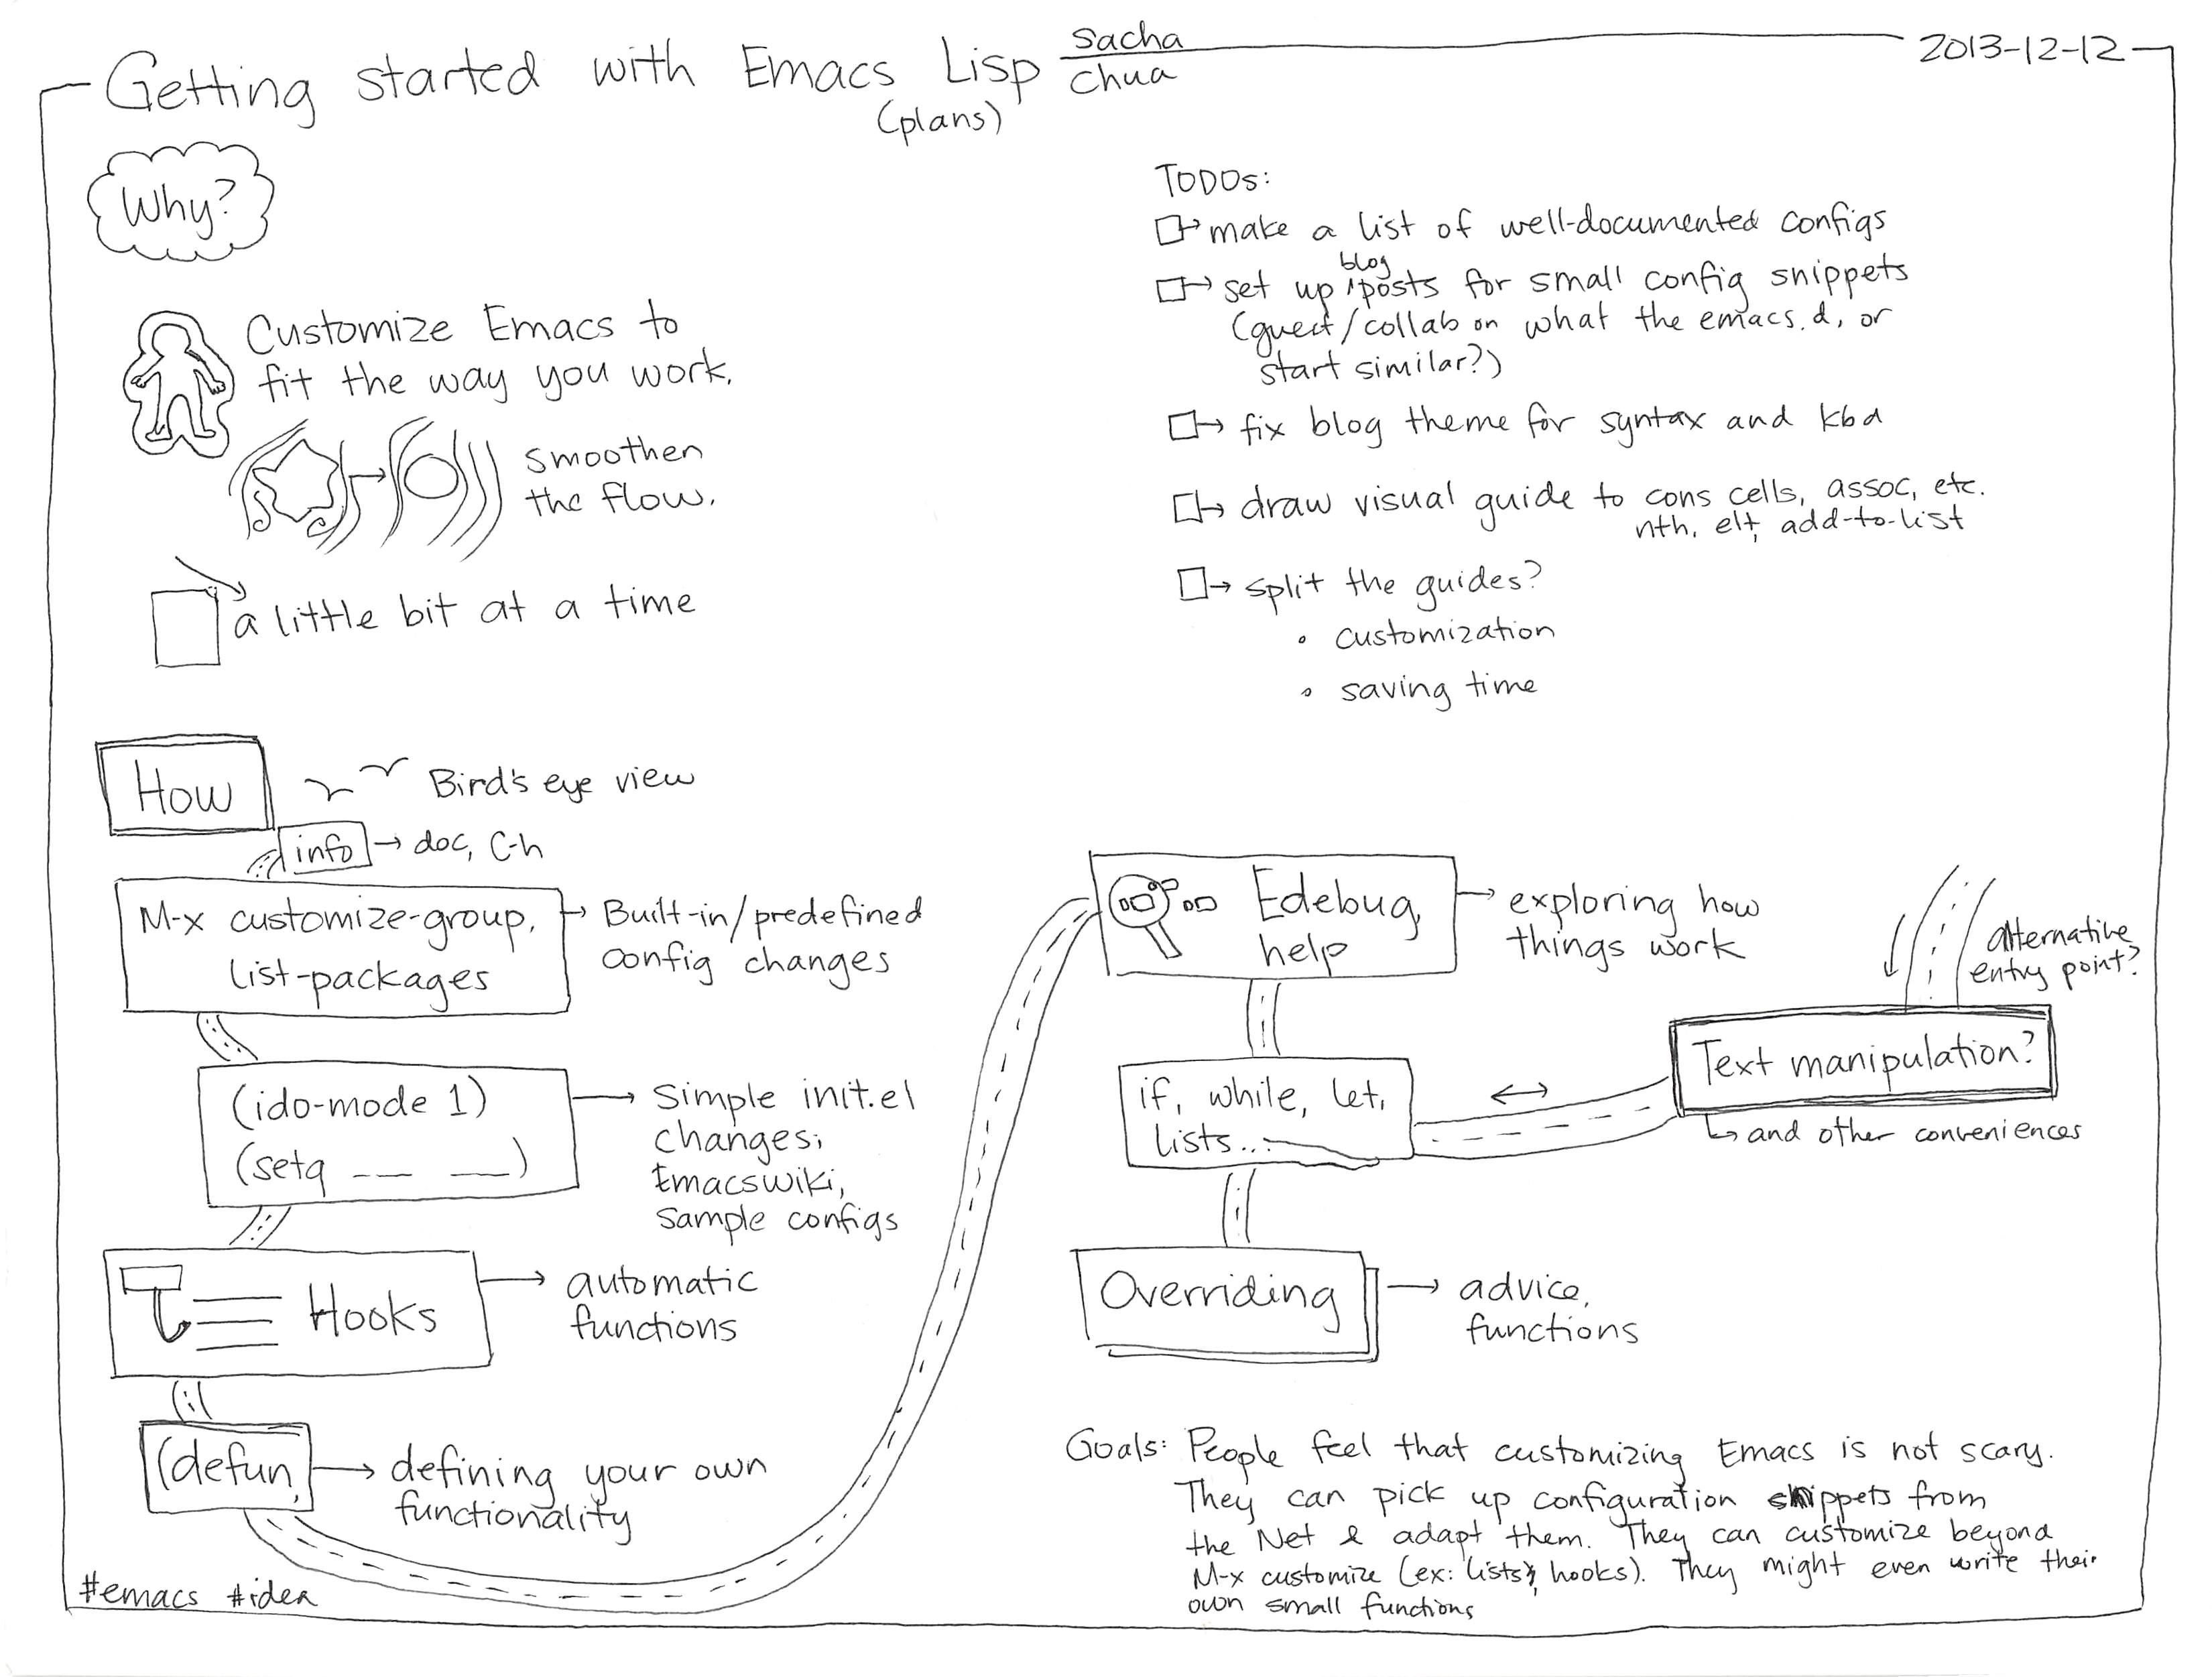 Getting started with Emacs Lisp
(plans)
Sacha
Chua
2013-12-12
Why?
Customize Emacs to
fit the way you work.
smoothen
the flow.
a little bit at a time
TODOs:
make a list of well-documented configs
set up blog posts for small config snippets
(guest/collab on what the emacs.d, or
start similar?)
fix blog theme for syntax and kbd
draw visual guide to cons cells, assoc, etc.
nth, elt, add-to-list
split the guides?
• customization
• saving time
How
Bird's eye view
info → doc, C-h
M-x customize-group,
list-packages
→ Built-in/predefined
config changes
(ido-mode 1)
(setq __ __)
→ Simple init.el
changes;
Emacswiki,
sample configs
Hooks
→ automatic
functions
(defun
→ defining your own
functionality
Edebug,
help
→ exploring how
things work
if, while, let,
lists...
alternative
entry point?
Text manipulation?
↳ and other conveniences
Overriding
→ advice,
functions
Goals: People feel that customizing Emacs is not scary.
They can pick up configuration snippets from
the Net & adapt them. They can customize beyond
M-x customize (ex: lists, hooks). They might even write their
own small functions
#emacs #idea